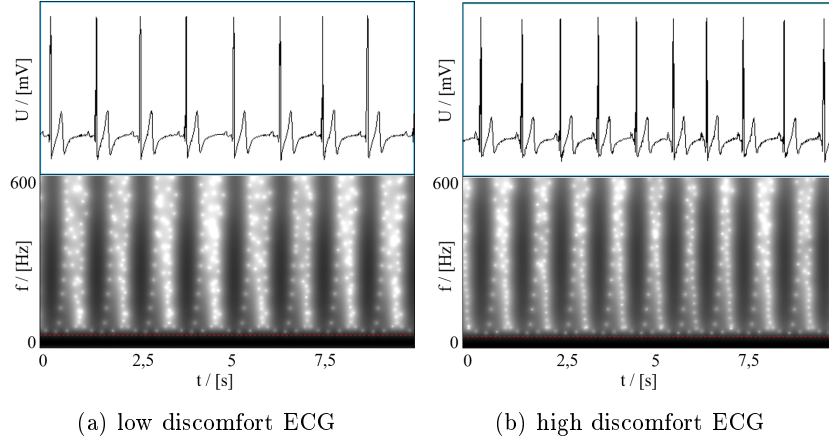 U / [mV]
600
f / [Hz]
0
0 2,5 5 7,5
t / [s]
(a) low discomfort ECG
U / [mV]
600
f / [Hz]
0
0 2,5 5 7,5
t / [s]
(b) high discomfort ECG